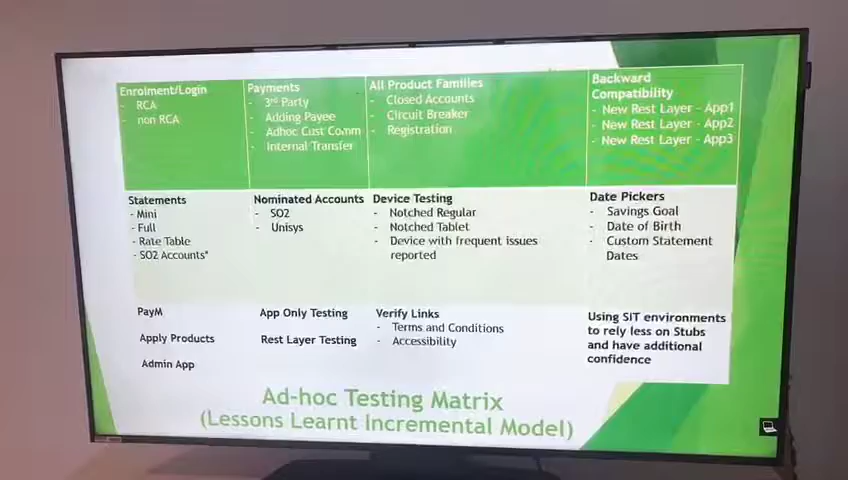 Enrolment/Login
- RCA
- non RCA
Payments
- 3rd Party
- Adding Payee
- Adhoc Cust Comm
- Internal Transfer
All Product Families
- Closed Accounts
- Circuit Breaker
- Registration
Backward
Compatibility
- New Rest Layer - App1
- New Rest Layer - App2
- New Rest Layer - App3
Statements
- Mini
- Full
- Rate Table
- SO2 Accounts*
Nominated Accounts
- SO2
- Unisys
Device Testing
- Notched Regular
- Notched Tablet
- Device with frequent issues
reported
Date Pickers
- Savings Goal
- Date of Birth
- Custom Statement
Dates
PayM
Apply Products
Admin App
App Only Testing
Rest Layer Testing
Verify Links
- Terms and Conditions
- Accessibility
Using SIT environments
to rely less on Stubs
and have additional
confidence
Ad-hoc Testing Matrix
(Lessons Learnt Incremental Model)